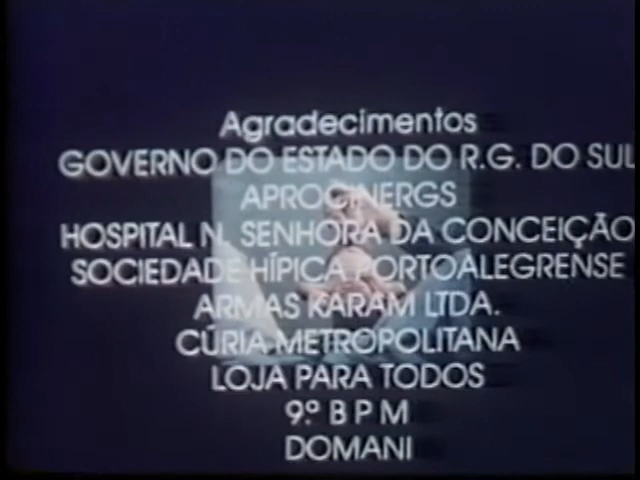 Agradecimentos
GOVERNO DO ESTADO DO R.G. DO SUL
APROCINERGS
HOSPITAL N. SENHORA DA CONCEIÇÃO
SOCIEDADE HÍPICA PORTOALEGRENSE
ARMAS KARAM LTDA.
CÚRIA METROPOLITANA
LOJA PARA TODOS
9º B P M
DOMANI